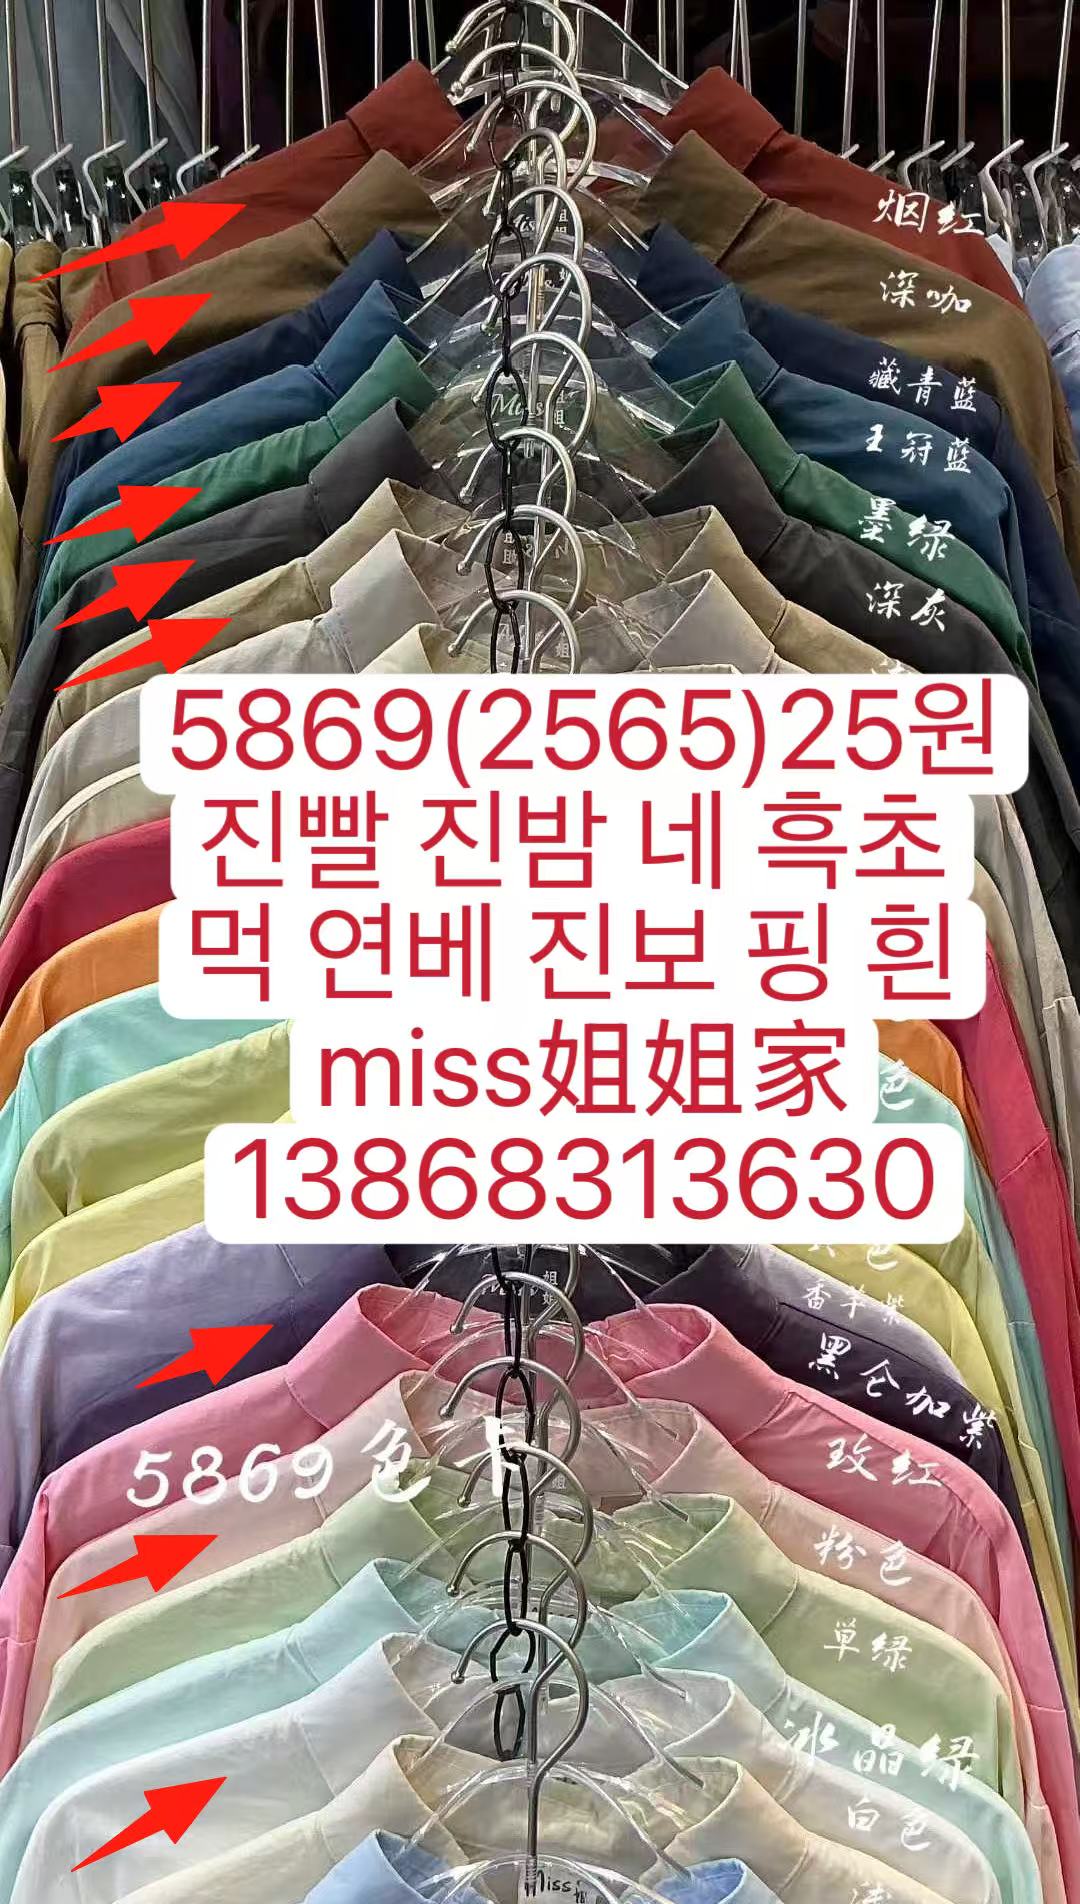 烟红
深咖
藏青蓝
王冠蓝
墨绿
深灰
5869(2565)25원
진빨 진밤 네 흑초
먹 연베 진보 핑 흰
miss姐姐家
13868313630
色
色
香芋紫
黑仑加紫
玫红
5869色卡
粉色
单绿
冰晶绿
白色
Miss